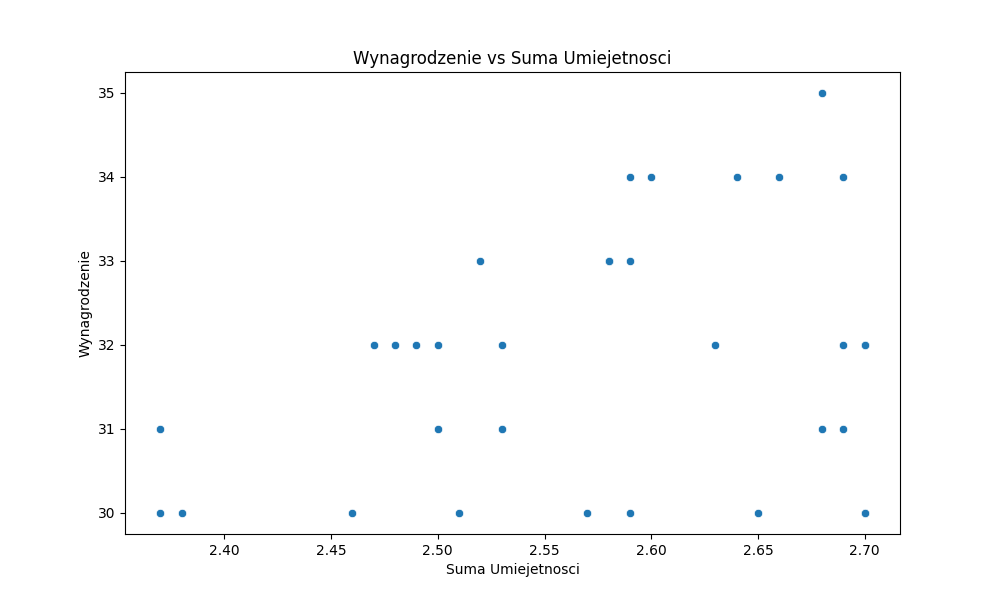 Wynagrodzenie vs Suma Umiejetnosci
Wynagrodzenie
35
34
33
32
31
30
2.40 2.45 2.50 2.55 2.60 2.65 2.70
Suma Umiejetnosci